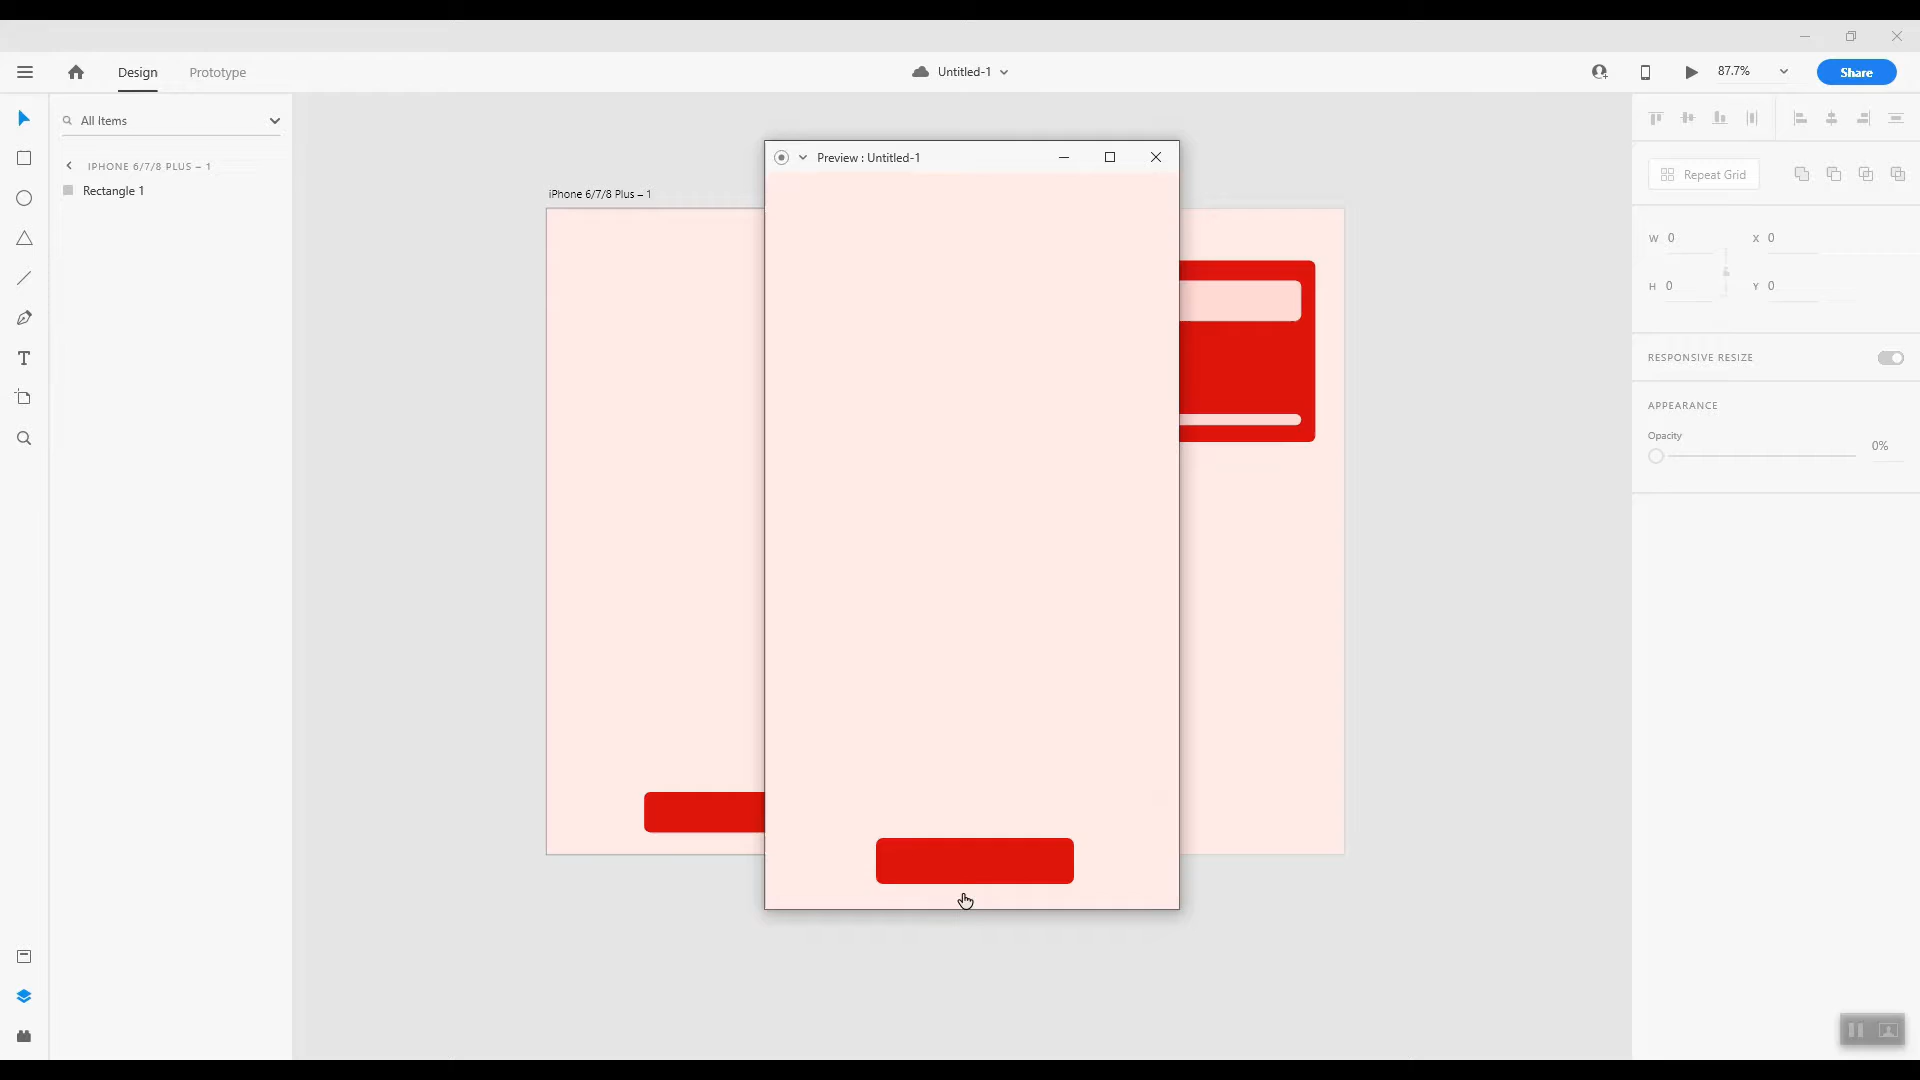 Design
Prototype
Untitled-1
87.7%
Share
All Items
IPHONE 6/7/8 PLUS – 1
Rectangle 1
iPhone 6/7/8 Plus – 1
Preview : Untitled-1
Repeat Grid
W 0
X 0
H 0
Y 0
RESPONSIVE RESIZE
APPEARANCE
Opacity
0%